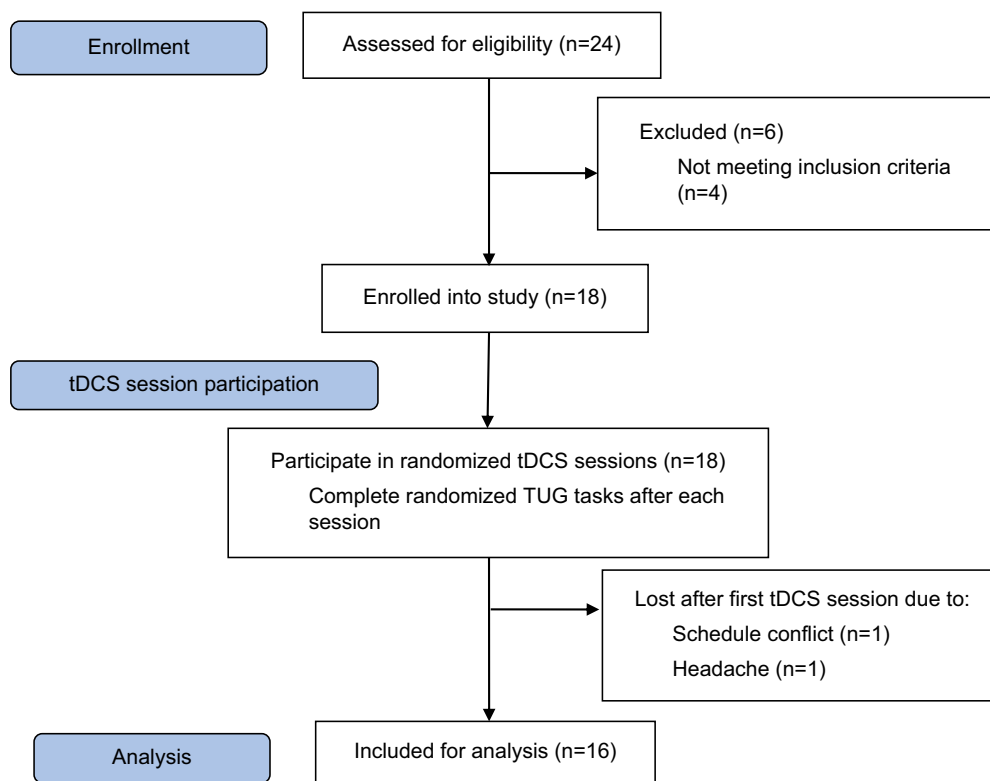 Enrollment
Assessed for eligibility (n=24)
Excluded (n=6)
Not meeting inclusion criteria
(n=4)
Enrolled into study (n=18)
tDCS session participation
Participate in randomized tDCS sessions (n=18)
Complete randomized TUG tasks after each
session
Lost after first tDCS session due to:
Schedule conflict (n=1)
Headache (n=1)
Analysis
Included for analysis (n=16)